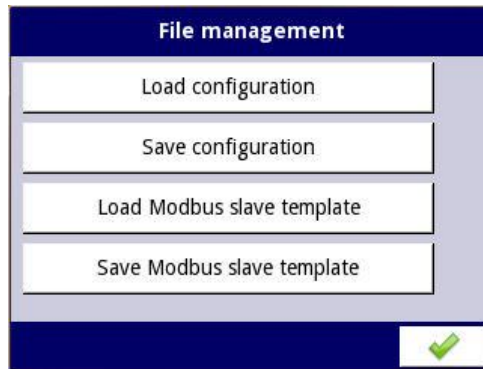 File management
Load configuration
Save configuration
Load Modbus slave template
Save Modbus slave template